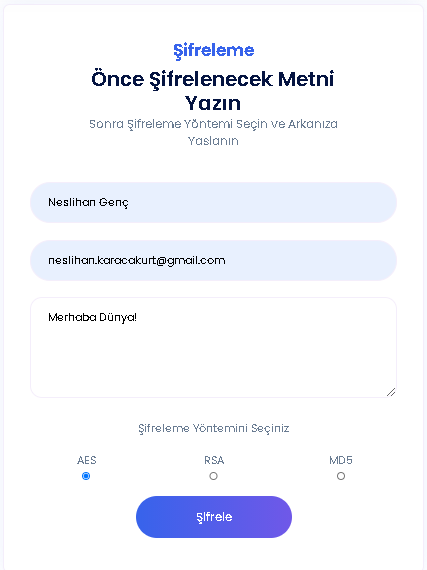 Şifreleme
Önce Şifrelenecek Metni
Yazın
Sonra Şifreleme Yöntemi Seçin ve Arkanıza
Yaslanın
Neslihan Genç
neslihan.karacakurt@gmail.com
Merhaba Dünya!
Şifreleme Yöntemini Seçiniz
AES RSA MD5
Şifrele